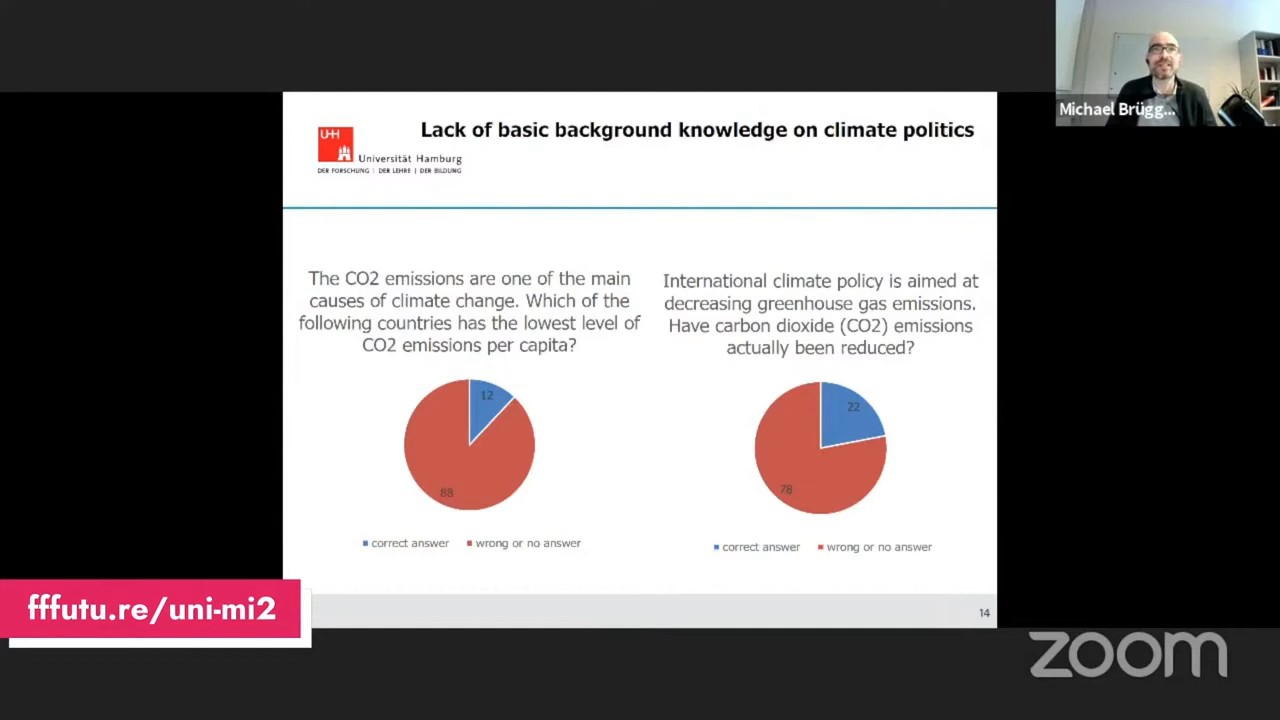 Michael Brügg...
Lack of basic background knowledge on climate politics
UH
Universität Hamburg
DER FORSCHUNG | DER LEHRE | DER BILDUNG
The CO2 emissions are one of the main
causes of climate change. Which of the
following countries has the lowest level of
CO2 emissions per capita?
12
88
correct answer wrong or no answer
International climate policy is aimed at
decreasing greenhouse gas emissions.
Have carbon dioxide (CO2) emissions
actually been reduced?
22
78
correct answer wrong or no answer
fffutu.re/uni-mi2
14
zoom